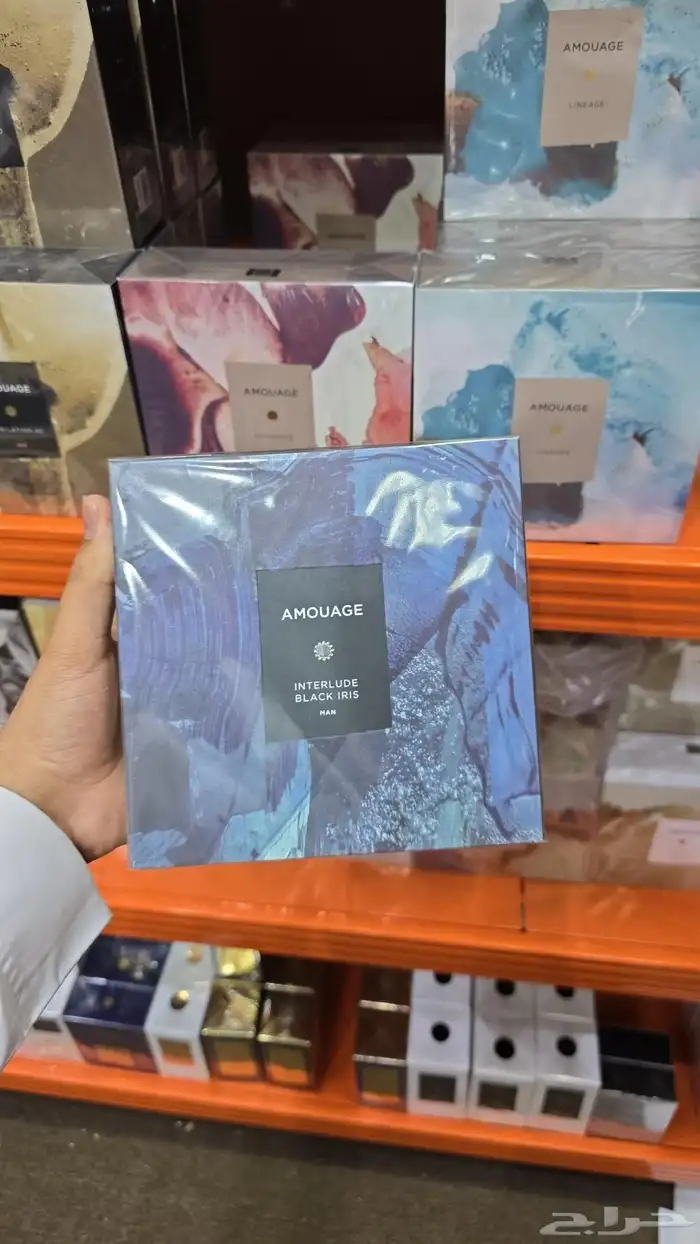 AMOUAGE
LINEAGE
AMOUAGE
AMOUAGE
AMOUAGE
INTERLUDE
BLACK IRIS
MAN
حراج